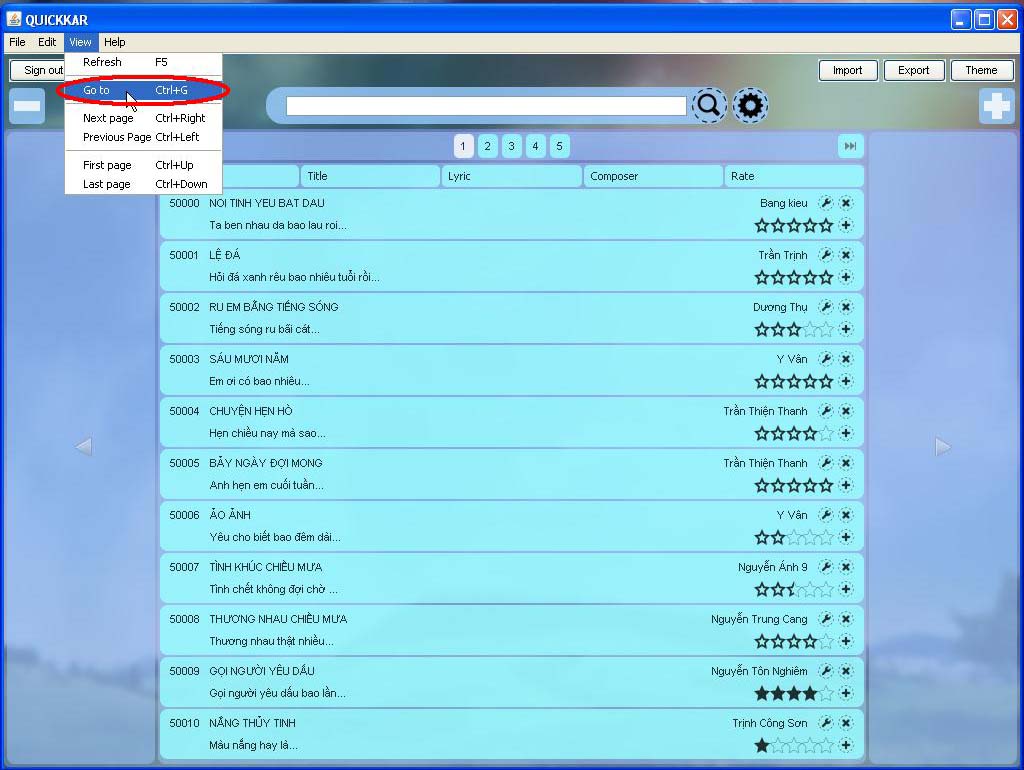 QUICKKAR
File Edit View Help
Refresh F5
Sign out
Import Export Theme
Go to Ctrl+G
Next page Ctrl+Right
Previous Page Ctrl+Left
First page Ctrl+Up
Last page Ctrl+Down
1 2 3 4 5
Title Lyric Composer Rate
50000 NOI TINH YEU BAT DAU Bang kieu
Ta ben nhau da bao lau roi...
50001 LỆ ĐÁ Trần Trịnh
Hỏi đá xanh rêu bao nhiêu tuổi rồi...
50002 RU EM BẰNG TIẾNG SÓNG Dương Thụ
Tiếng sóng ru bãi cát...
50003 SÁU MƯƠI NĂM Y Vân
Em ơi có bao nhiêu...
50004 CHUYỆN HẸN HÒ Trần Thiện Thanh
Hẹn chiều nay mà sao...
50005 BẢY NGÀY ĐỢI MONG Trần Thiện Thanh
Anh hẹn em cuối tuần...
50006 ẢO ẢNH Y Vân
Yêu cho biết bao đêm dài...
50007 TÌNH KHÚC CHIỀU MƯA Nguyễn Ánh 9
Tình chết không đợi chờ ...
50008 THƯƠNG NHAU CHIỀU MƯA Nguyễn Trung Cang
Thương nhau thật nhiều...
50009 GỌI NGƯỜI YÊU DẤU Nguyễn Tôn Nghiêm
Gọi người yêu dấu bao lần...
50010 NẮNG THỦY TINH Trịnh Công Sơn
Màu nắng hay là...